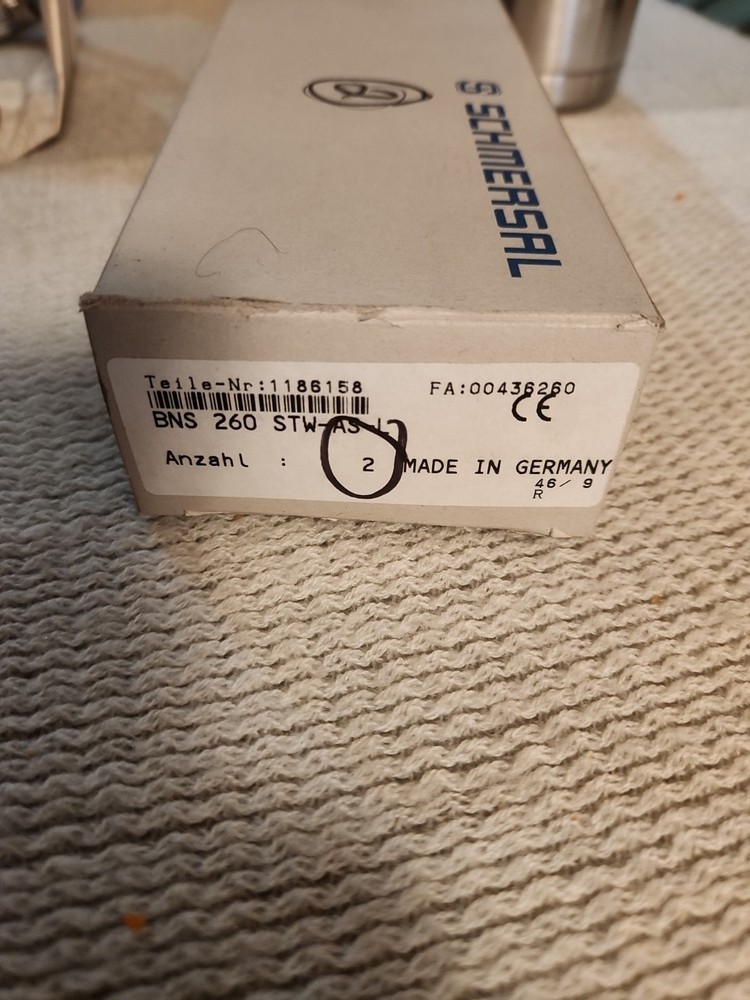 SCHMERSAL
Teile-Nr:1186158
FA:00436260
CE
BNS 260 STW-AS-L
Anzahl : 2
MADE IN GERMANY
46/ 9
R